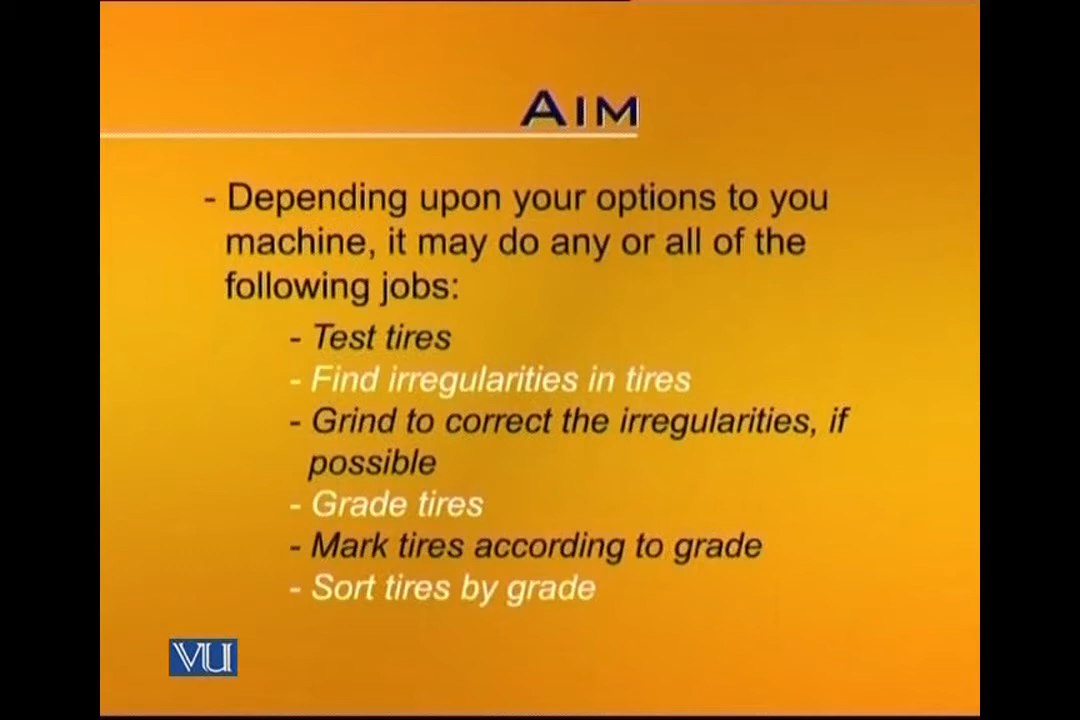 AIM
- Depending upon your options to you
machine, it may do any or all of the
following jobs:
- Test tires
- Find irregularities in tires
- Grind to correct the irregularities, if
possible
- Grade tires
- Mark tires according to grade
- Sort tires by grade
VU